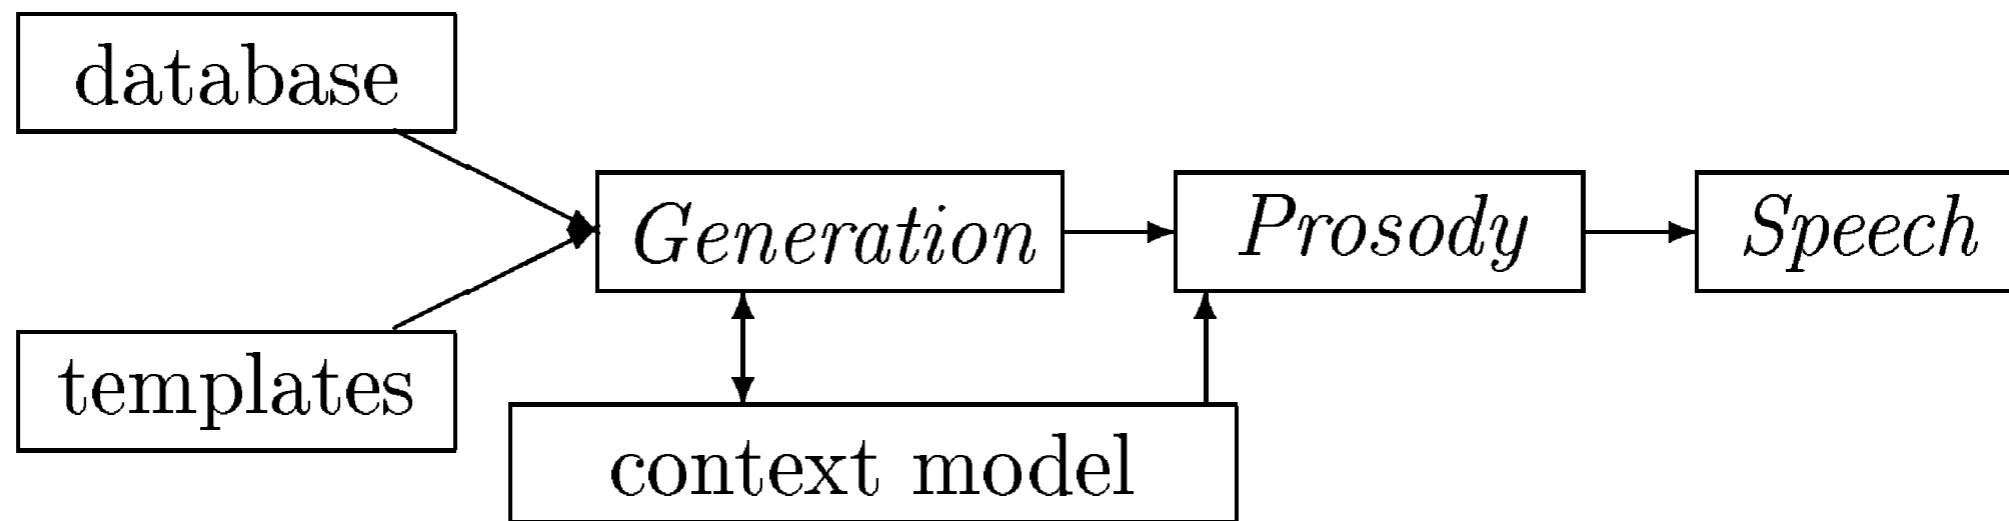 database
templates
Generation
Prosody
Speech
context model